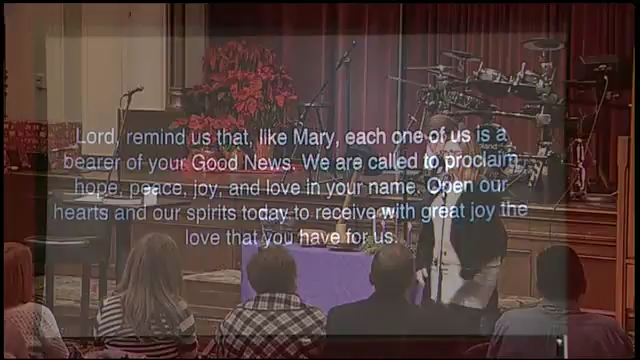 Lord, remind us that, like Mary, each one of us is a
bearer of your Good News. We are called to proclaim
hope, peace, joy, and love in your name. Open our
hearts and our spirits today to receive with great joy the
love that you have for us.